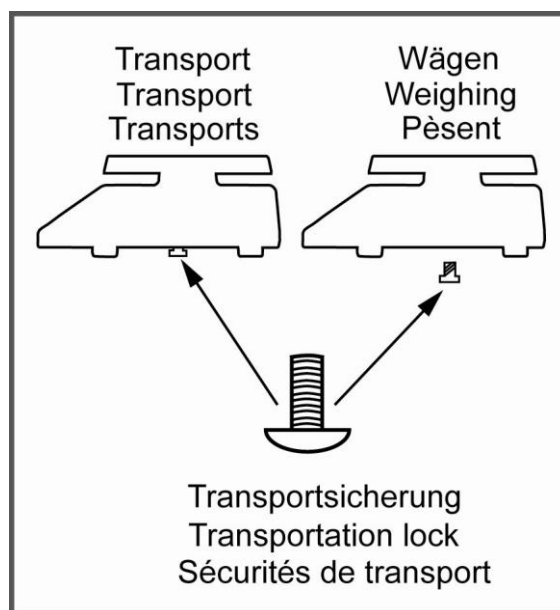 Transport
Transport
Transports
Wägen
Weighing
Pèsent
Transportsicherung
Transportation lock
Sécurités de transport